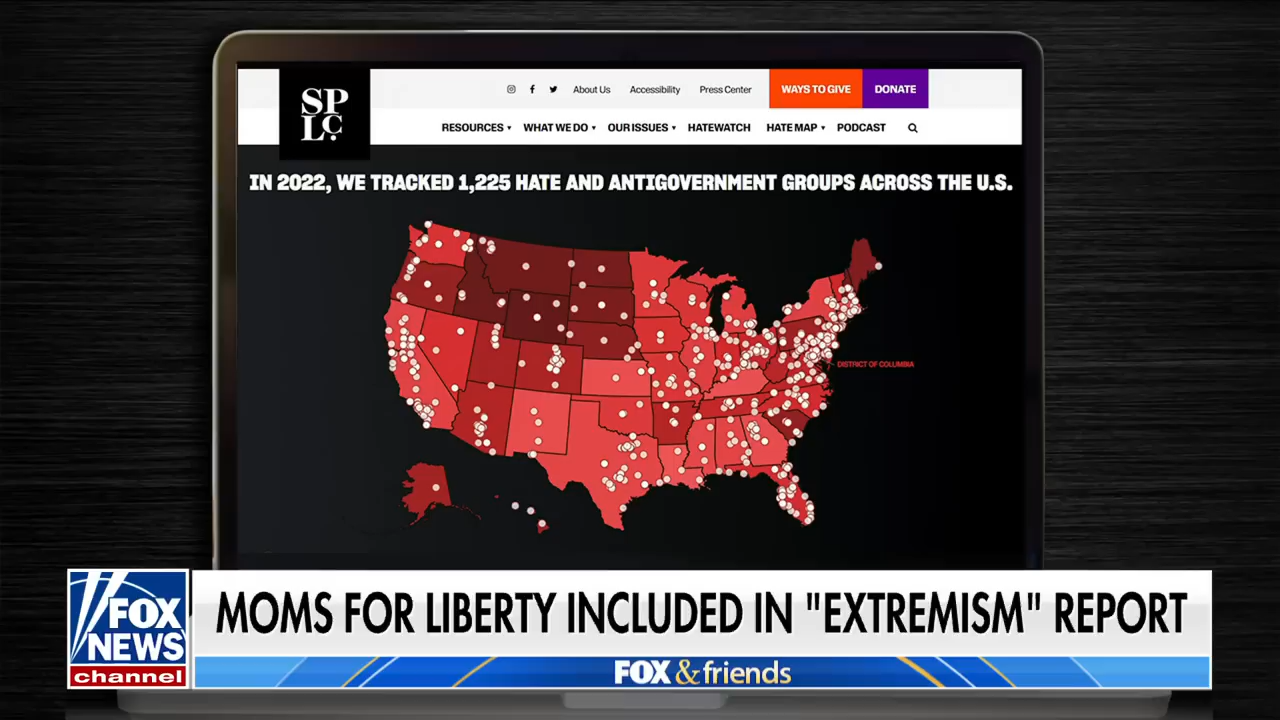 SPLC.
About Us Accessibility Press Center WAYS TO GIVE DONATE
RESOURCES WHAT WE DO OUR ISSUES HATEWATCH HATE MAP PODCAST
IN 2022, WE TRACKED 1,225 HATE AND ANTIGOVERNMENT GROUPS ACROSS THE U.S.
DISTRICT OF COLUMBIA
FOX
NEWS
channel
MOMS FOR LIBERTY INCLUDED IN "EXTREMISM" REPORT
FOX & friends